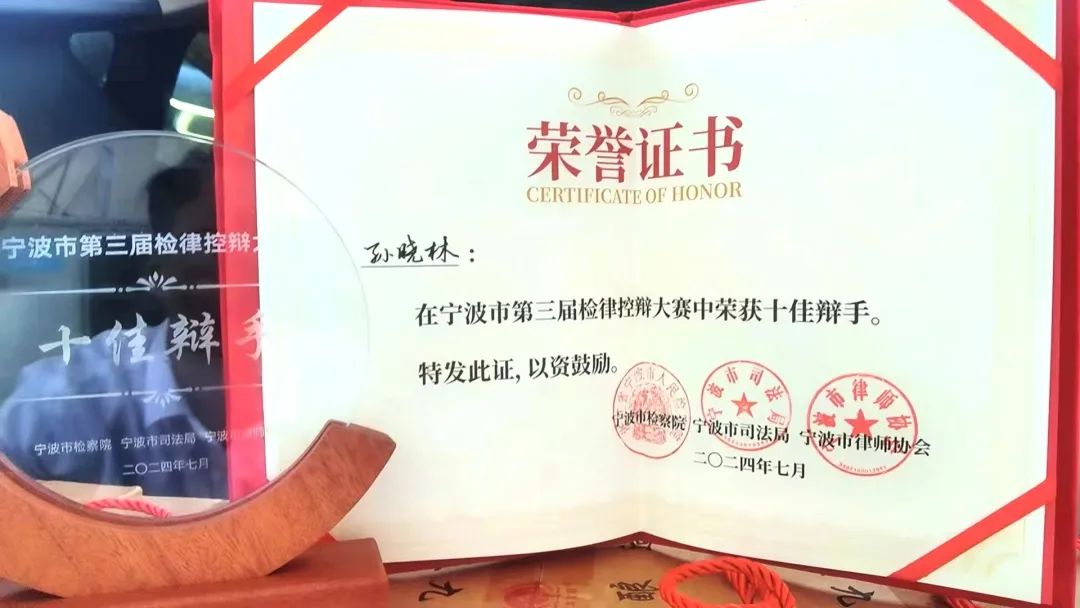 荣誉证书
CERTIFICATE OF HONOR
孙晓林：
在宁波市第三届检律控辩大赛中荣获十佳辩手。
特发此证，以资鼓励。
宁波市检察院 宁波市司法局 宁波市律师协会
二〇二四年七月
宁波市第三届检律控辩大
十佳辩手
宁波市检察院 宁波市司法局 宁波市律师
二〇二四年七月